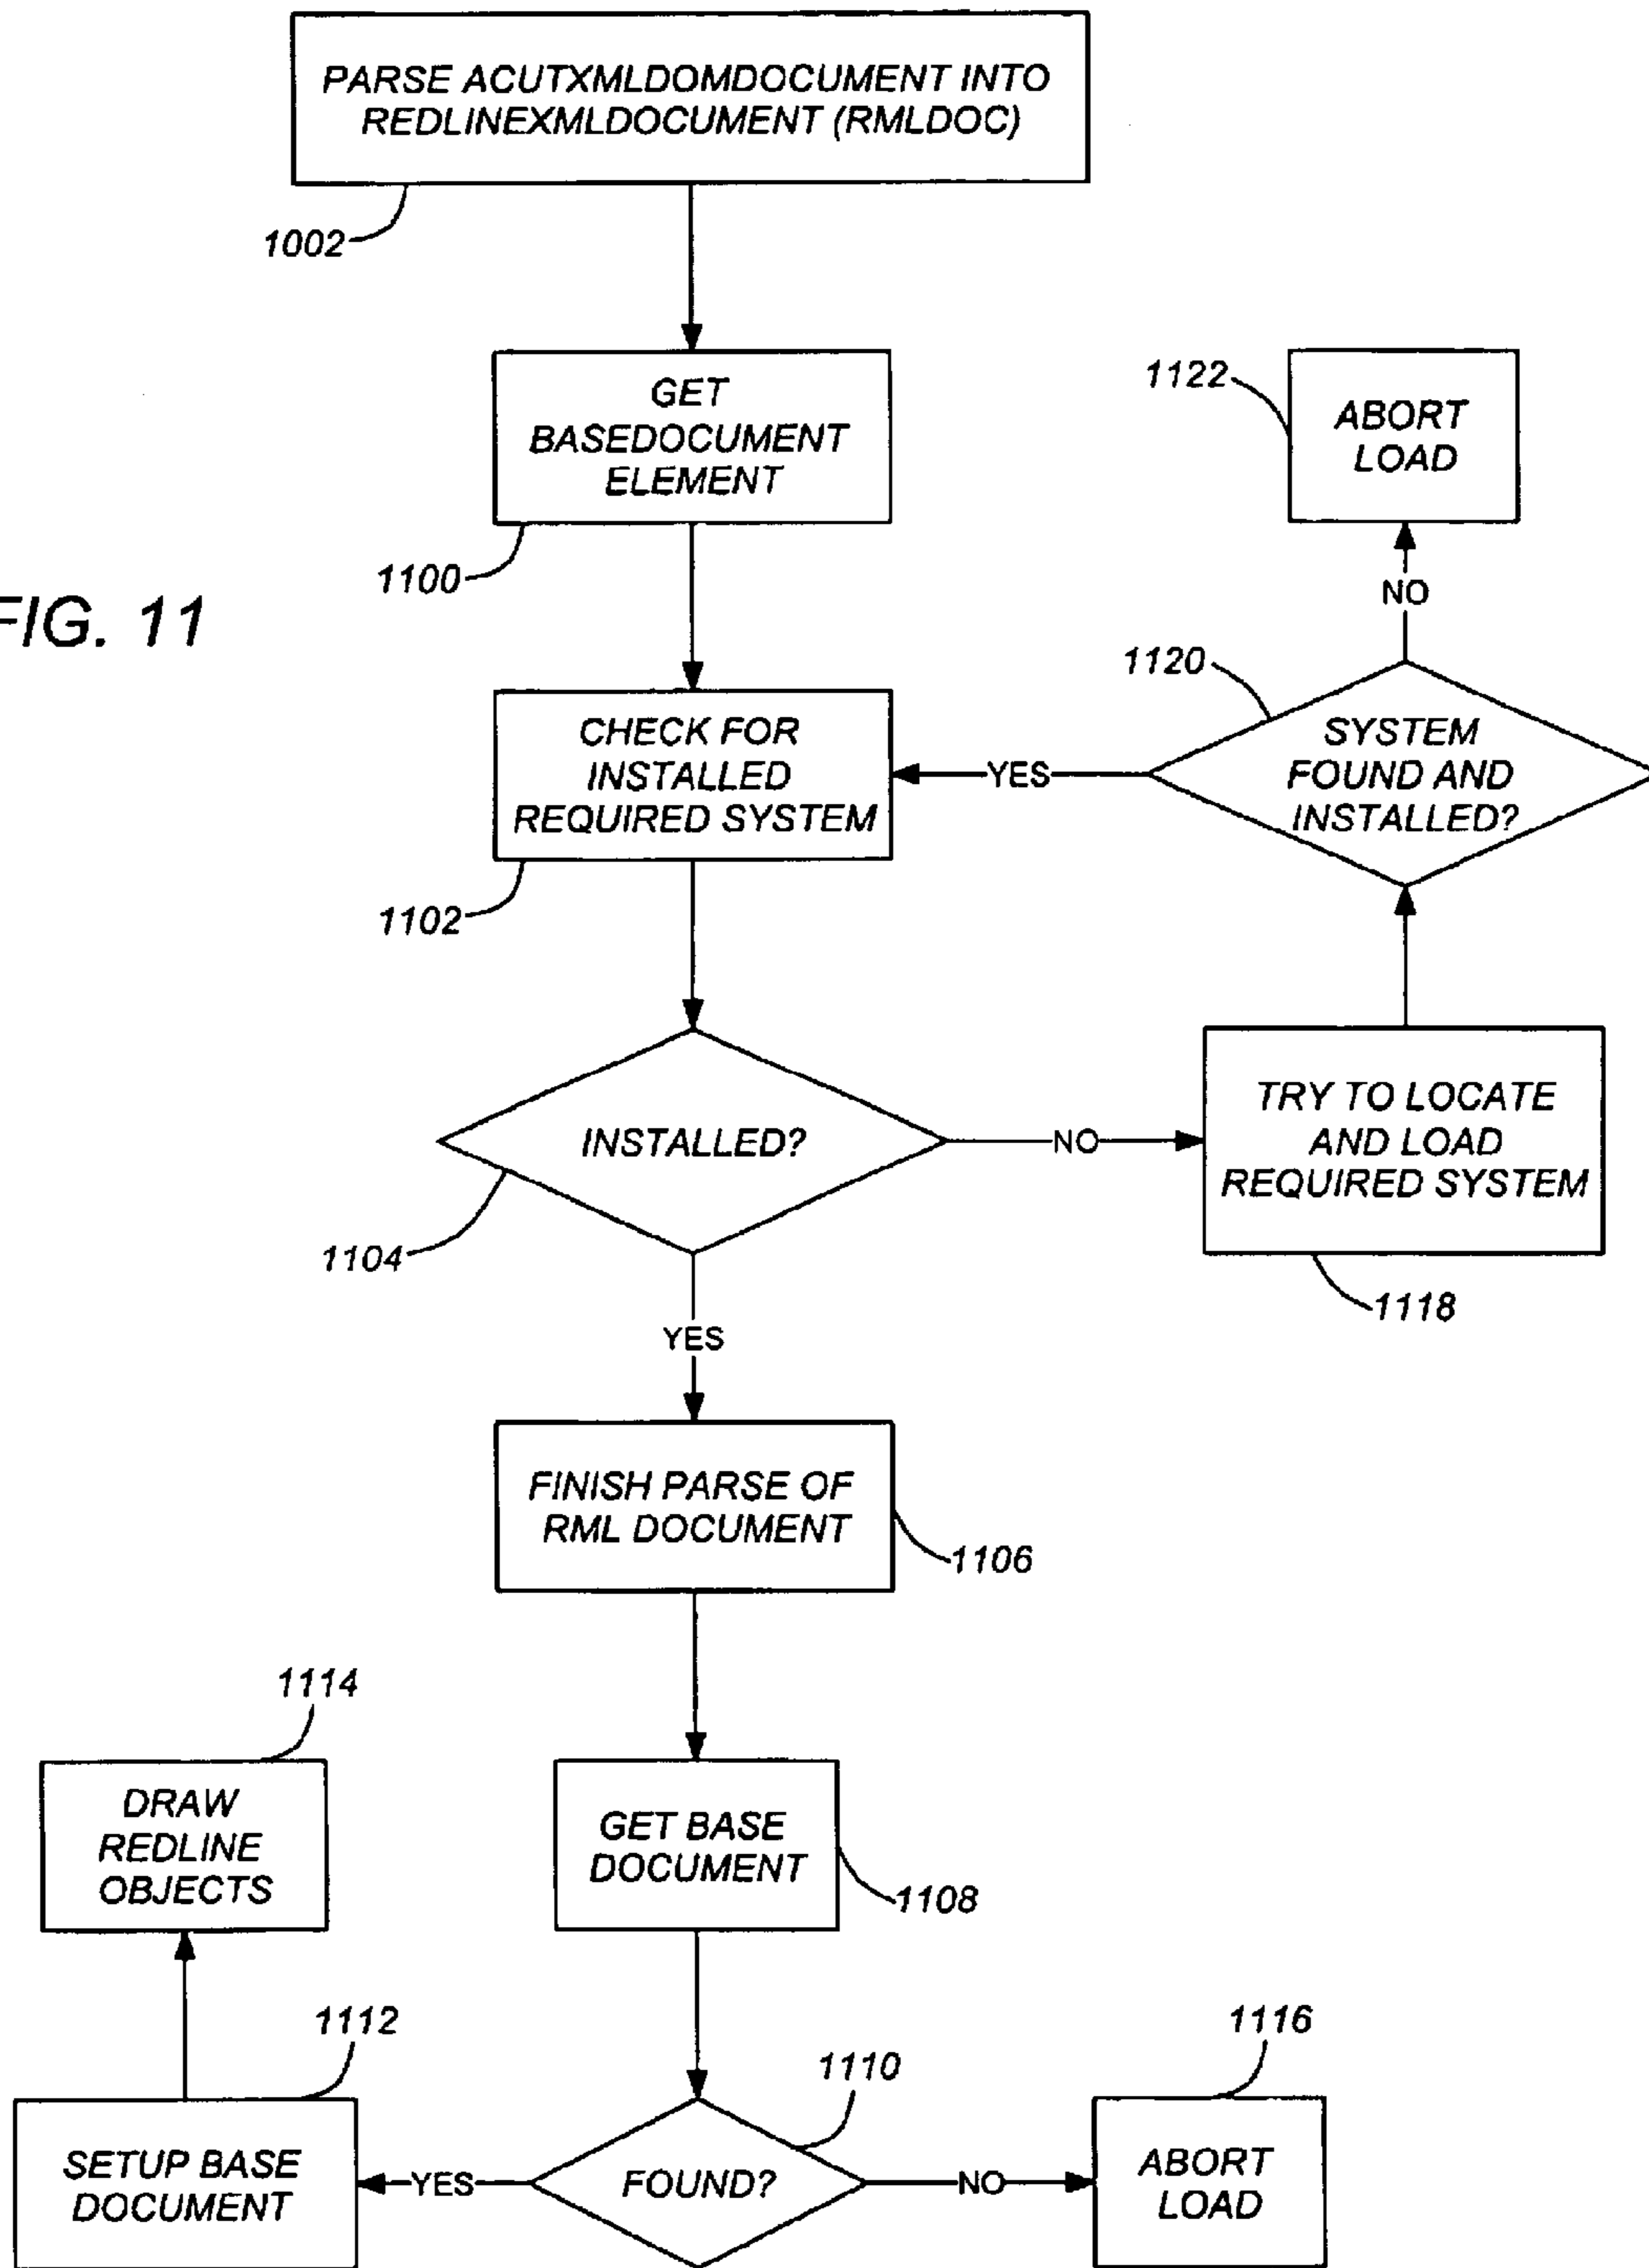 PARSE ACUTXMLDOMDOCUMENT INTO
REDLINEXMLDOCUMENT (RMLDOC)
1002
GET
BASEDOCUMENT
ELEMENT
1100
1122
ABORT
LOAD
NO
FIG. 11
1120
SYSTEM
FOUND AND
INSTALLED?
YES
CHECK FOR
INSTALLED
REQUIRED SYSTEM
1102
INSTALLED?
1104
NO
TRY TO LOCATE
AND LOAD
REQUIRED SYSTEM
1118
YES
FINISH PARSE OF
RML DOCUMENT
1106
1114
DRAW
REDLINE
OBJECTS
GET BASE
DOCUMENT
1108
1112
SETUP BASE
DOCUMENT
YES
1110
FOUND?
NO
1116
ABORT
LOAD